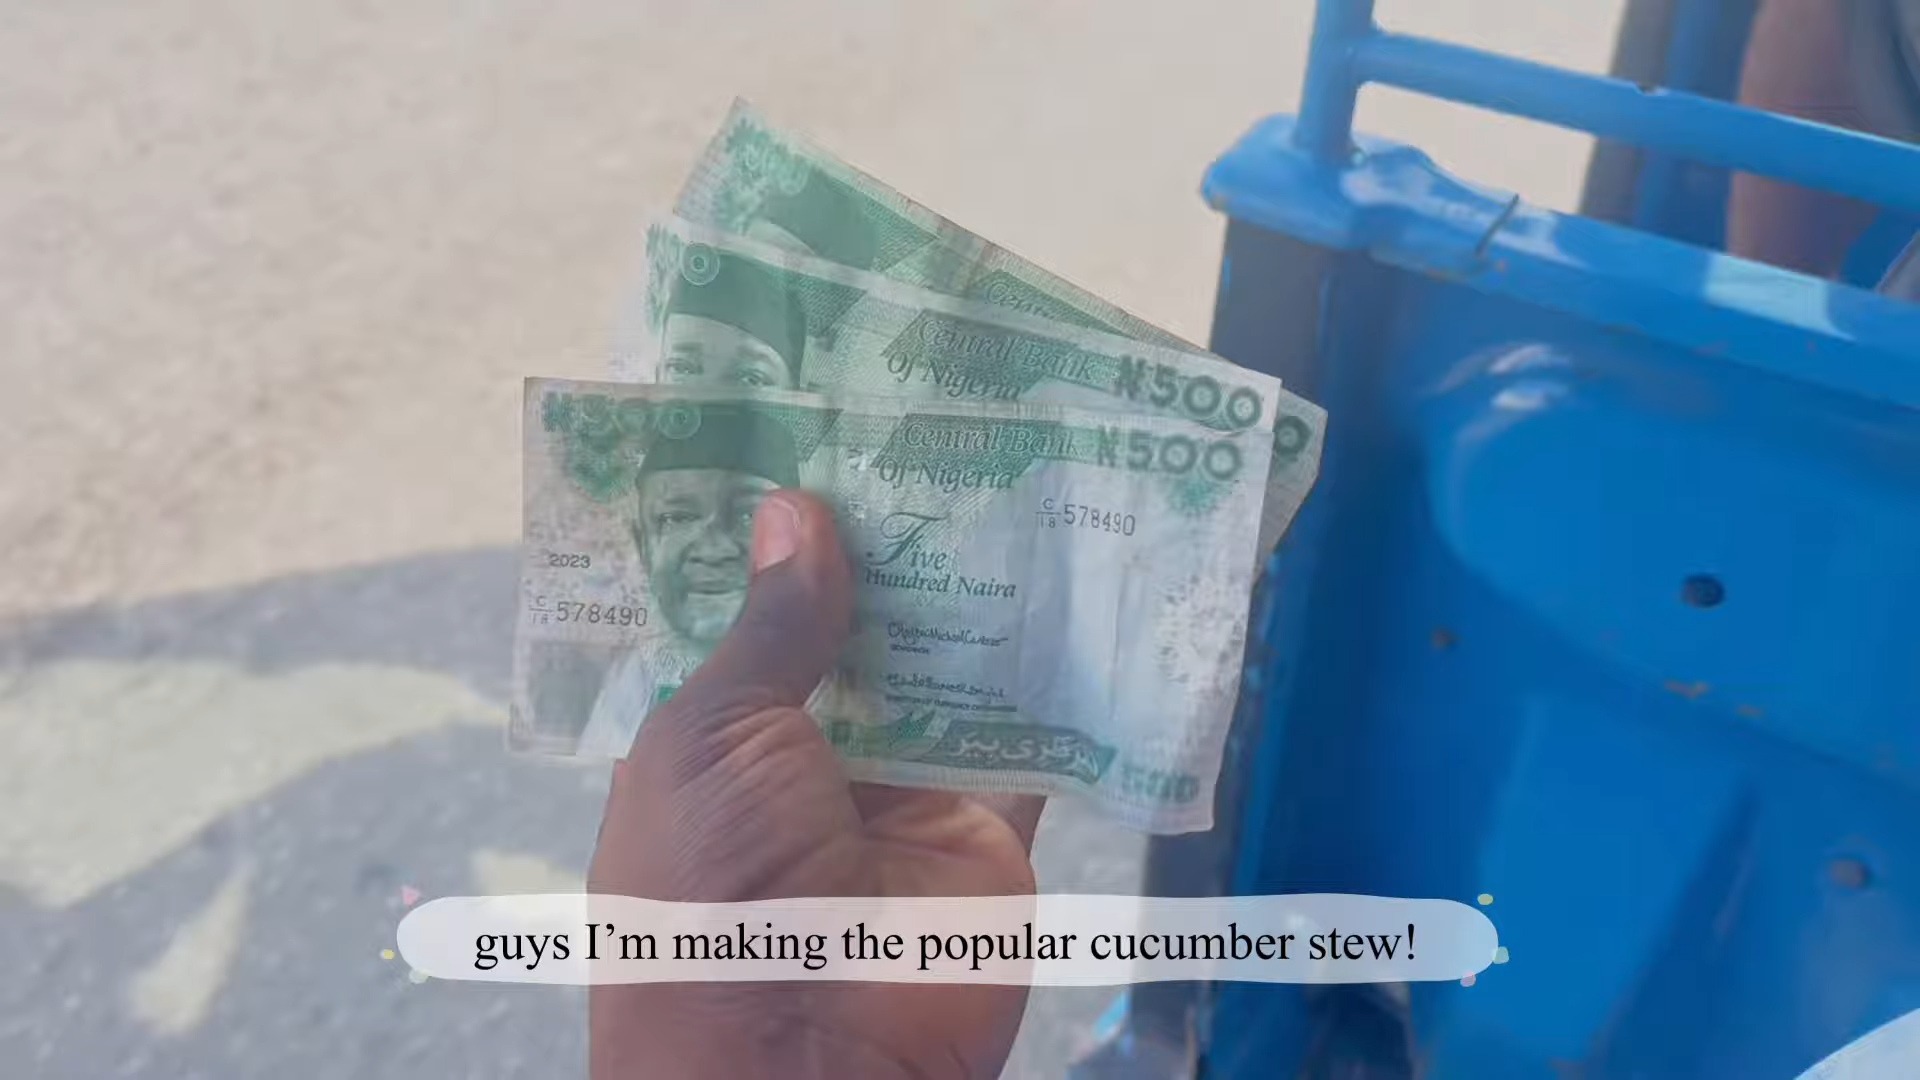 Central Bank
Of Nigeria
₦500
₦500
Central Bank
Of Nigeria
₦500
C/18 578490
Five
Hundred Naira
2023
C/18 578490
guys I’m making the popular cucumber stew!